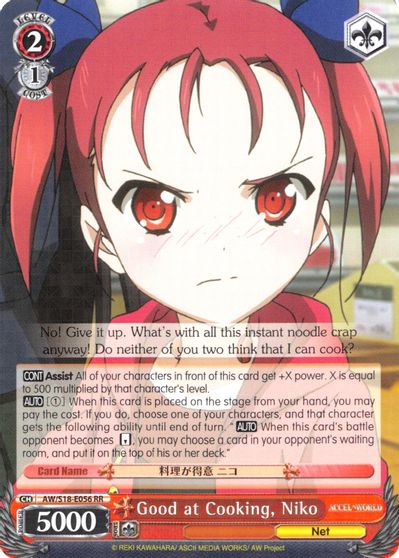 LEVEL
2
1
COST
No! Give it up. What's with all this instant noodle crap
anyway! Do neither of you two think that I can cook?
CONT Assist All of your characters in front of this card get +X power. X is equal
to 500 multiplied by that character's level.
AUTO [①] When this card is placed on the stage from your hand, you may
pay the cost. If you do, choose one of your characters, and that character
gets the following ability until end of turn. " AUTO When this card's battle
opponent becomes , you may choose a card in your opponent's waiting
room, and put it on the top of his or her deck."
Card Name 料理が得意 ニコ
CH AW/S18-E056 RR
Good at Cooking, Niko
ACCEL WORLD
POWER
5000
Net
© REKI KAWAHARA/ ASCII MEDIA WORKS/ AW Project